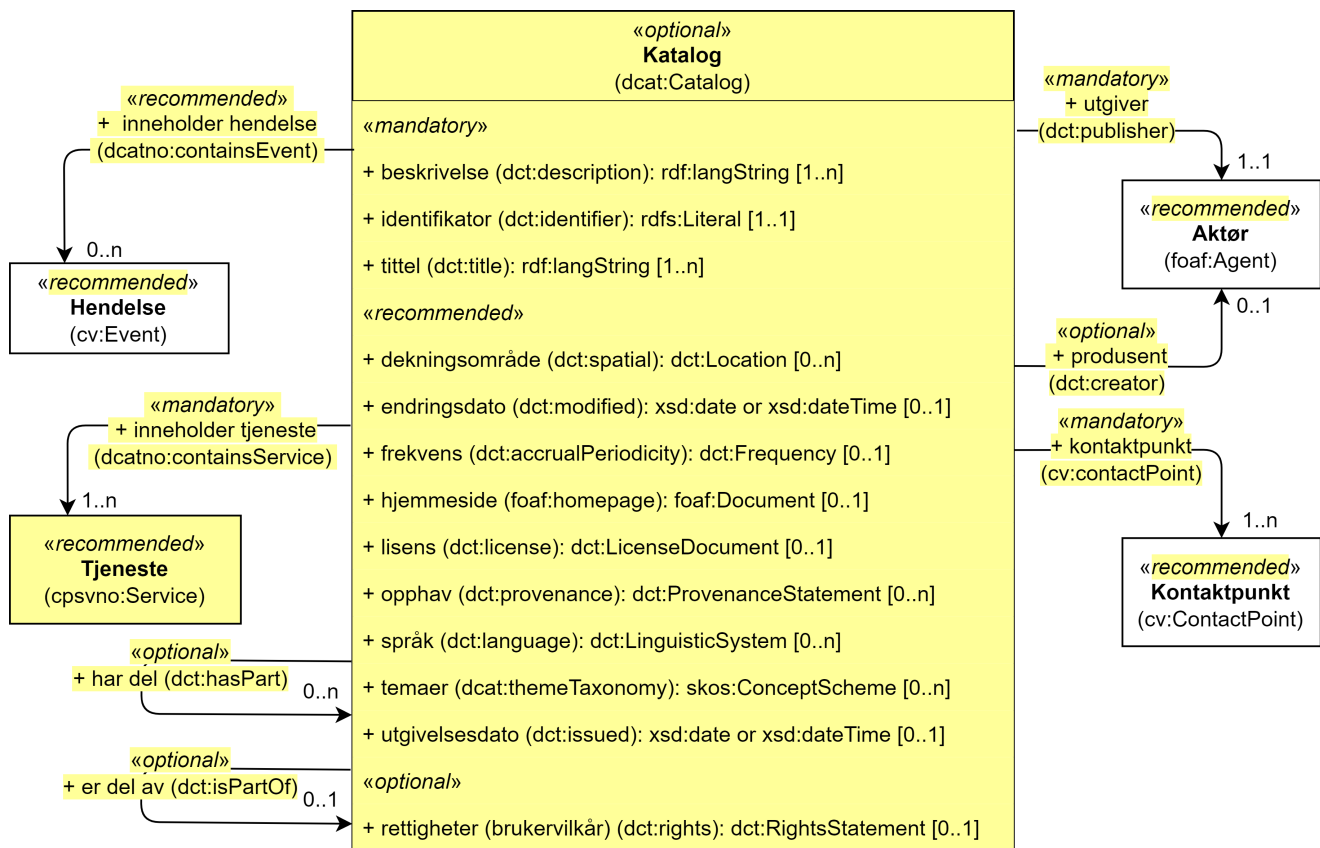 «optional»
Katalog
(dcat:Catalog)
«mandatory»
+ beskrivelse (dct:description): rdf:langString [1..n]
+ identifikator (dct:identifier): rdfs:Literal [1..1]
+ tittel (dct:title): rdf:langString [1..n]
«recommended»
+ dekningsområde (dct:spatial): dct:Location [0..n]
+ endringsdato (dct:modified): xsd:date or xsd:dateTime [0..1]
+ frekvens (dct:accrualPeriodicity): dct:Frequency [0..1]
+ hjemmeside (foaf:homepage): foaf:Document [0..1]
+ lisens (dct:license): dct:LicenseDocument [0..1]
+ opphav (dct:provenance): dct:ProvenanceStatement [0..n]
+ språk (dct:language): dct:LinguisticSystem [0..n]
+ temaer (dcat:themeTaxonomy): skos:ConceptScheme [0..n]
+ utgivelsesdato (dct:issued): xsd:date or xsd:dateTime [0..1]
«optional»
+ rettigheter (brukervilkår) (dct:rights): dct:RightsStatement [0..1]
«recommended»
+ inneholder hendelse
(dcatno:containsEvent)
0..n
«recommended»
Hendelse
(cv:Event)
«mandatory»
+ inneholder tjeneste
(dcatno:containsService)
1..n
«recommended»
Tjeneste
(cpsvno:Service)
«optional»
+ har del (dct:hasPart)
0..n
«optional»
+ er del av (dct:isPartOf)
0..1
«mandatory»
+ utgiver
(dct:publisher)
1..1
«recommended»
Aktør
(foaf:Agent)
0..1
«optional»
+ produsent
(dct:creator)
«mandatory»
+ kontaktpunkt
(cv:contactPoint)
1..n
«recommended»
Kontaktpunkt
(cv:ContactPoint)